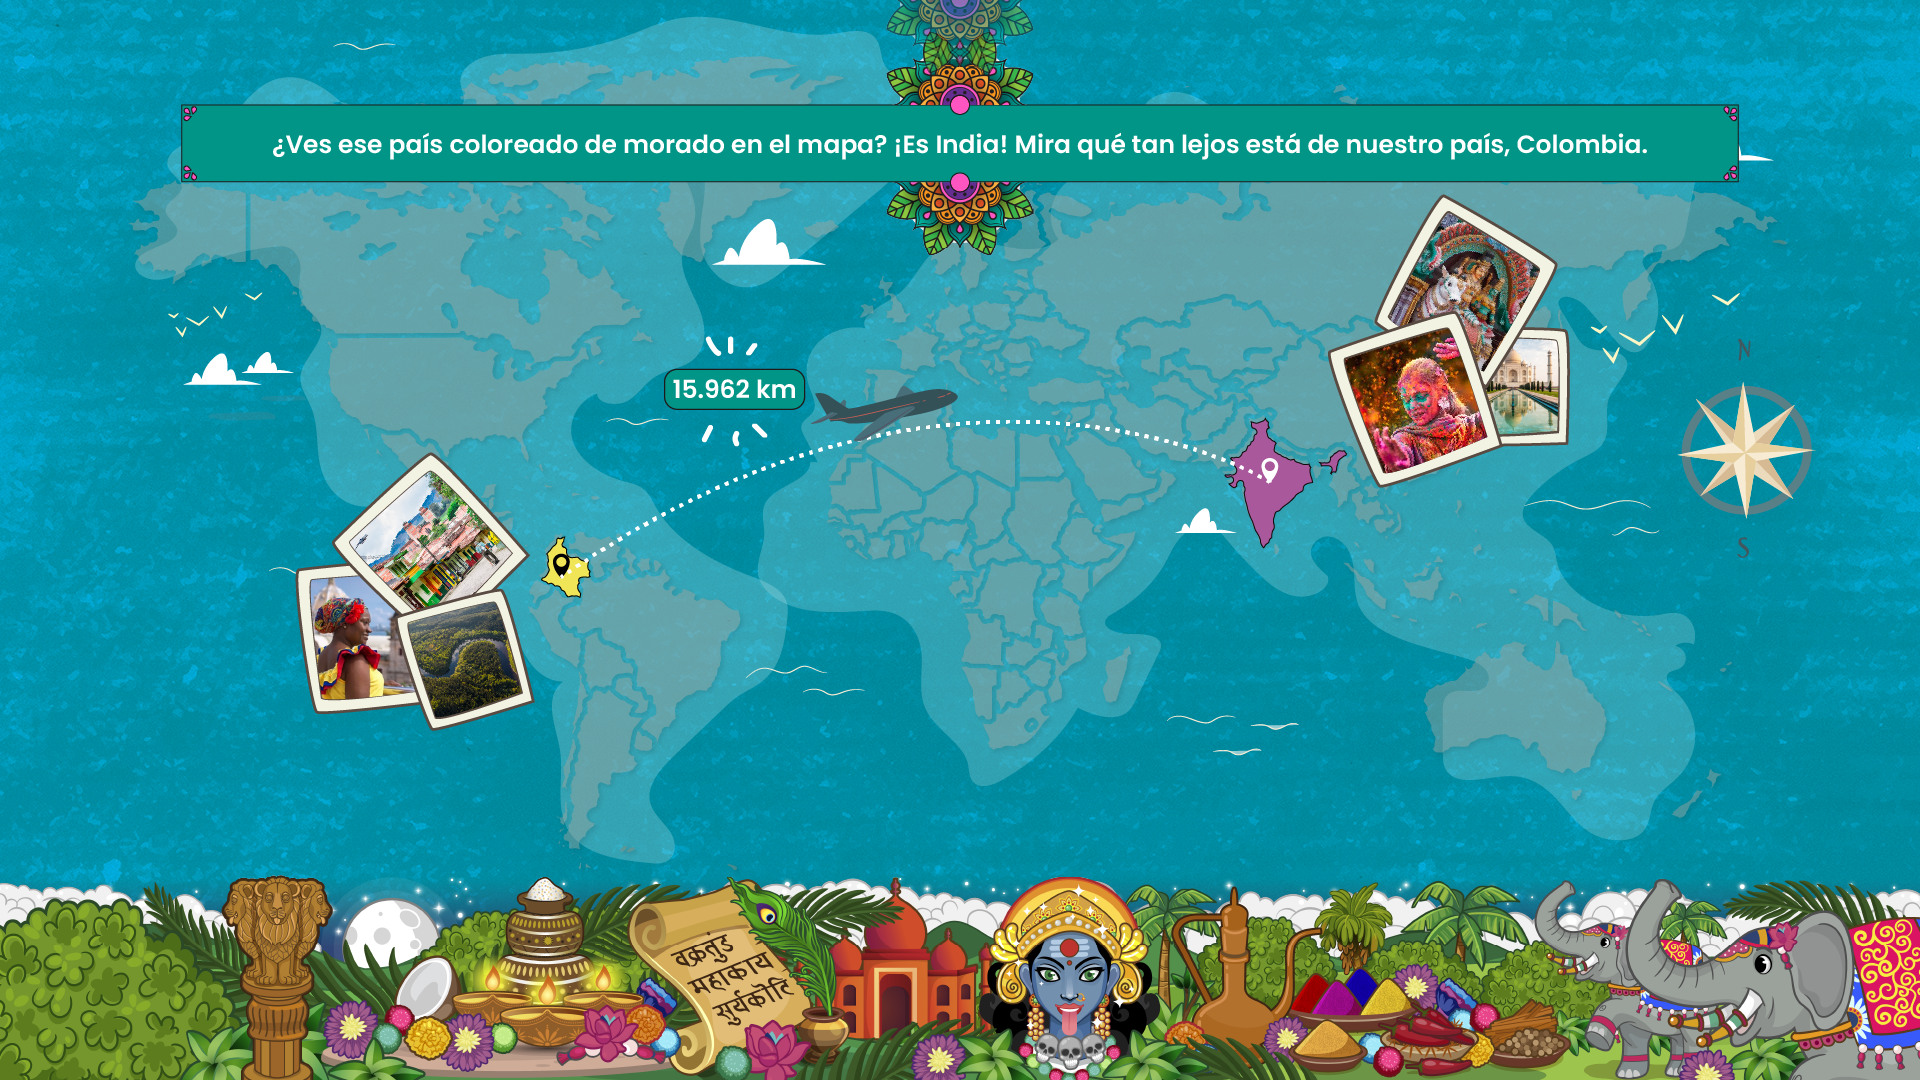 ¿Ves ese país coloreado de morado en el mapa? ¡Es India! Mira qué tan lejos está de nuestro país, Colombia.
N
15.962 km
S
वक्रतुंड
महाकाय
सुर्यकोटि